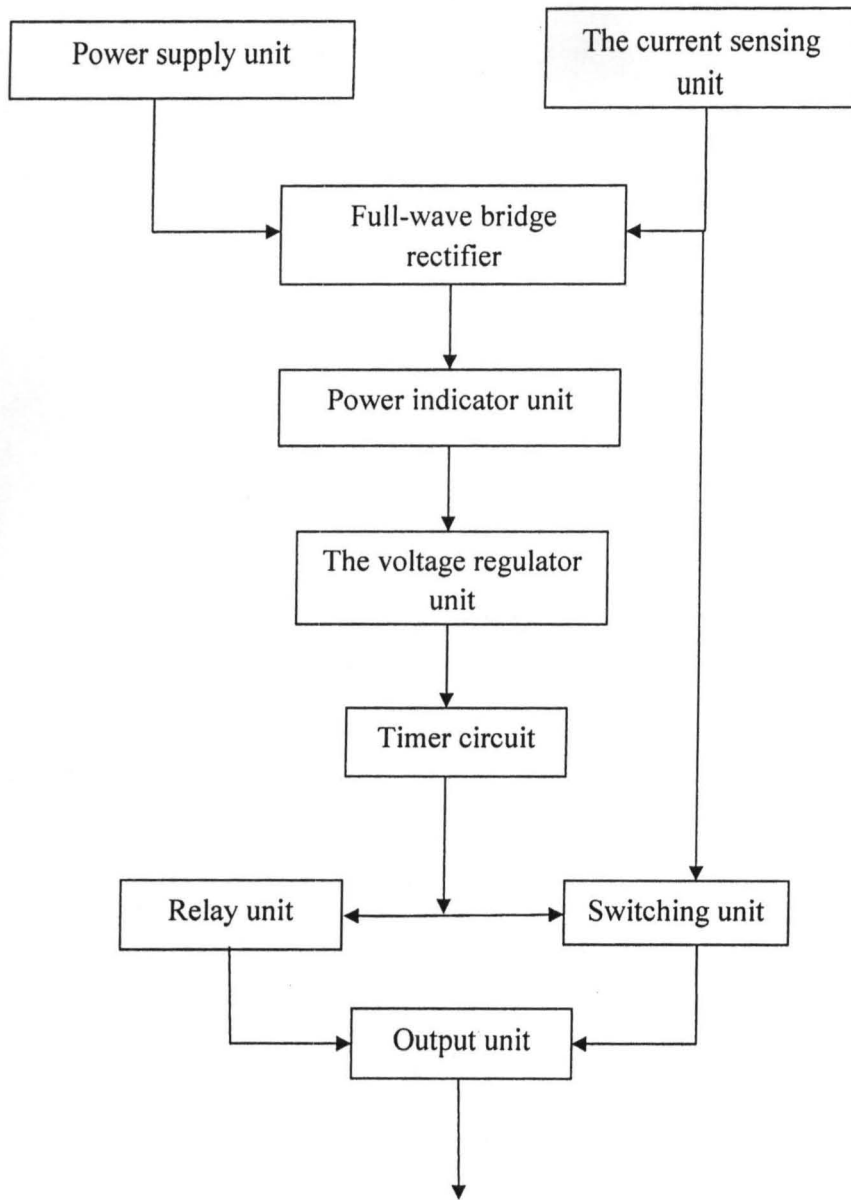 Power supply unit
The current sensing
unit
Full-wave bridge
rectifier
Power indicator unit
The voltage regulator
unit
Timer circuit
Relay unit
Switching unit
Output unit